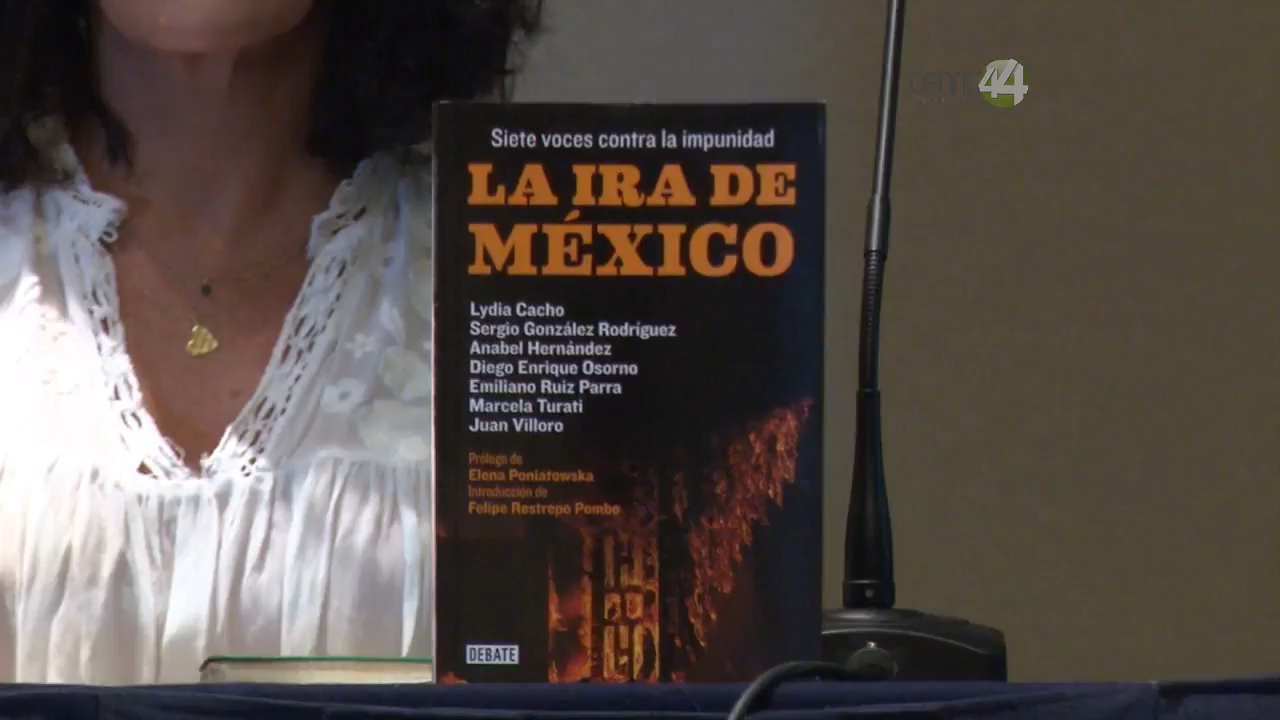 Siete voces contra la impunidad
LA IRA DE
MÉXICO
Lydia Cacho
Sergio González Rodríguez
Anabel Hernández
Diego Enrique Osorno
Emiliano Ruiz Parra
Marcela Turati
Juan Villoro
Prólogo de
Elena Poniatowska
Introducción de
Felipe Restrepo Pombo
DEBATE
44